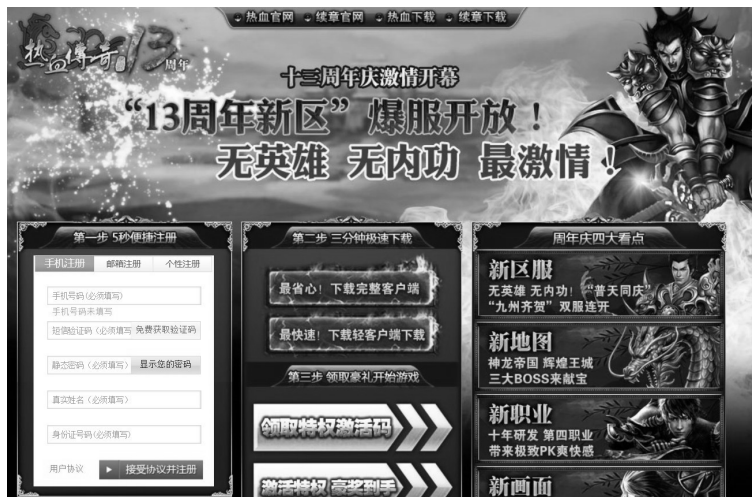 热血官网 续章官网 热血下载 续章下载
热血传奇 13 周年
十三周年庆激情开幕
“13周年新区”爆服开放！
无英雄 无内功 最激情！
第一步 5秒便捷注册
手机注册 邮箱注册 个性注册
手机号码(必须填写)
手机号码未填写
短信验证码（必须填写 免费获取验证码
静态密码（必须填写） 显示您的密码
真实姓名（必须填写）
身份证号码(必须填写)
用户协议 接受协议并注册
第二步 三分钟极速下载
最省心！下载完整客户端
最快速！下载轻客户端下载
第三步 领取豪礼开始游戏
领取特权激活码
激活特权 豪奖到手
周年庆四大看点
新区服
无英雄 无内功！“普天同庆”
“九州齐贺”双服连开
新地图
神龙帝国 辉煌王城
三大BOSS来献宝
新职业
十年研发 第四职业
带来极致PK爽快感
新画面